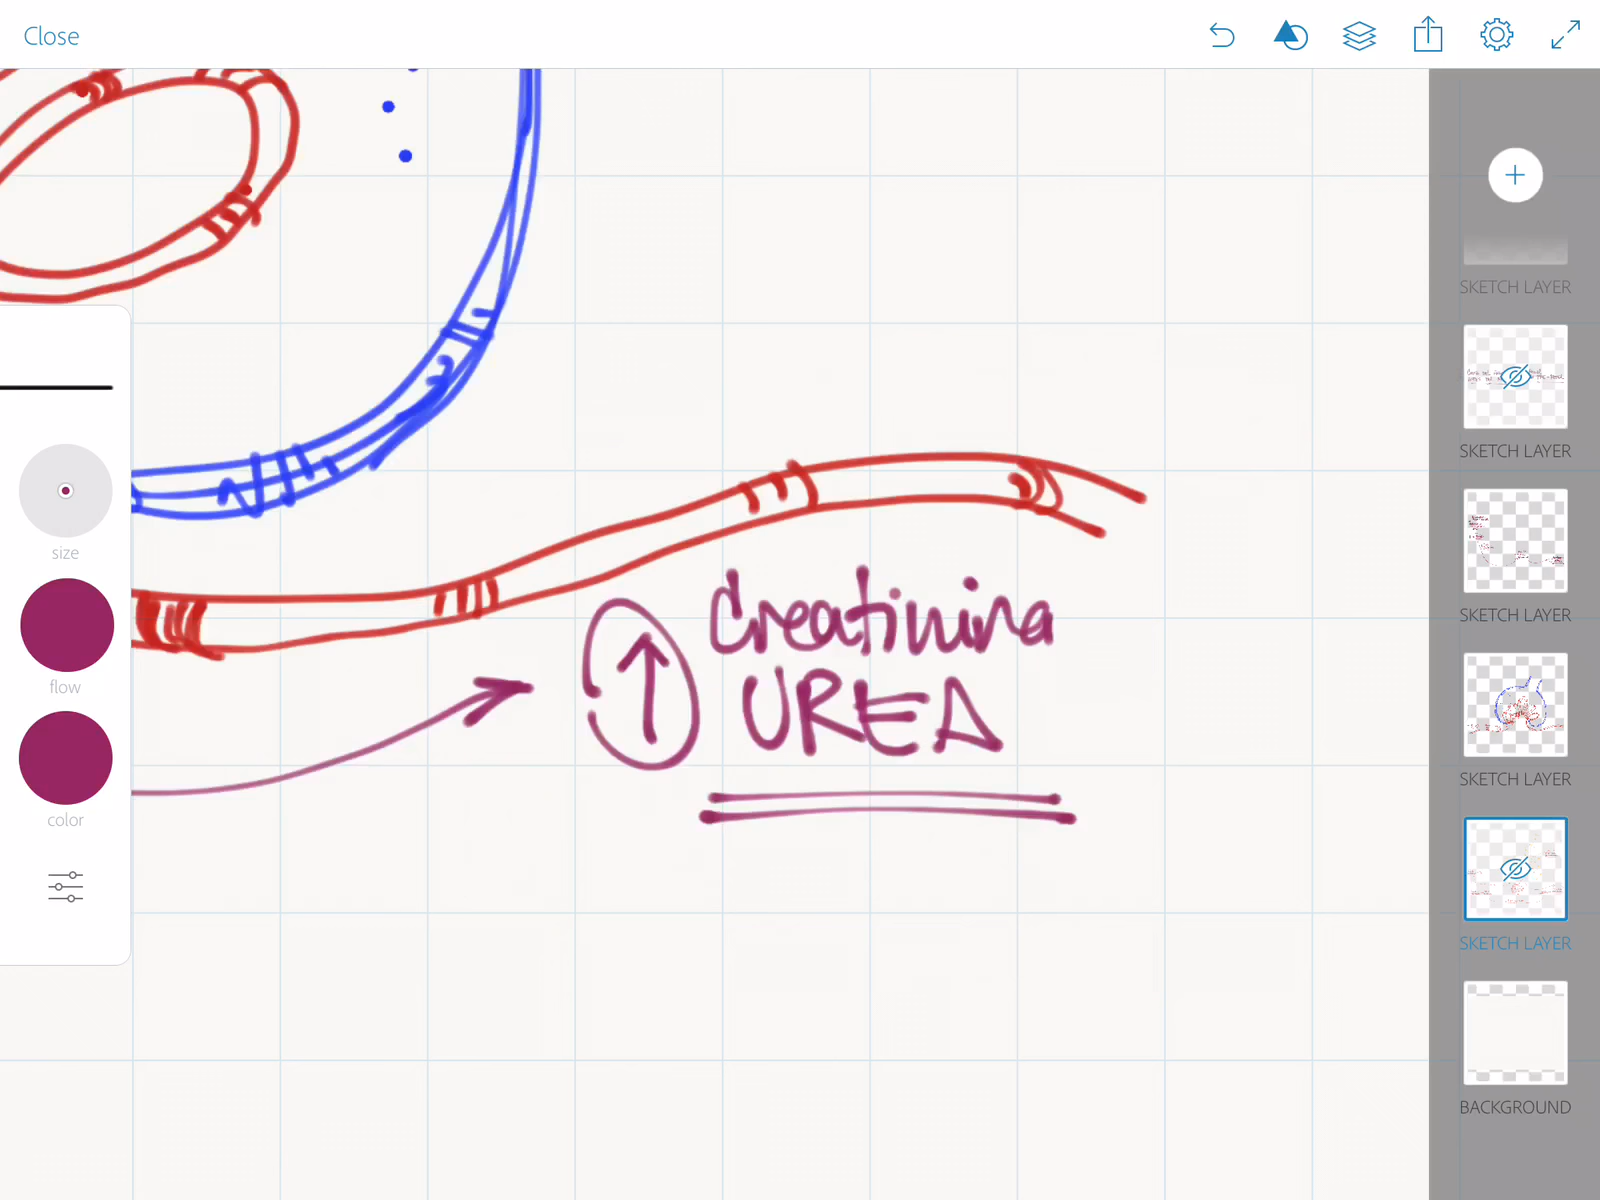 Close
SKETCH LAYER
SKETCH LAYER
SKETCH LAYER
SKETCH LAYER
SKETCH LAYER
BACKGROUND
size
flow
color
↑ Creatinina
UREA